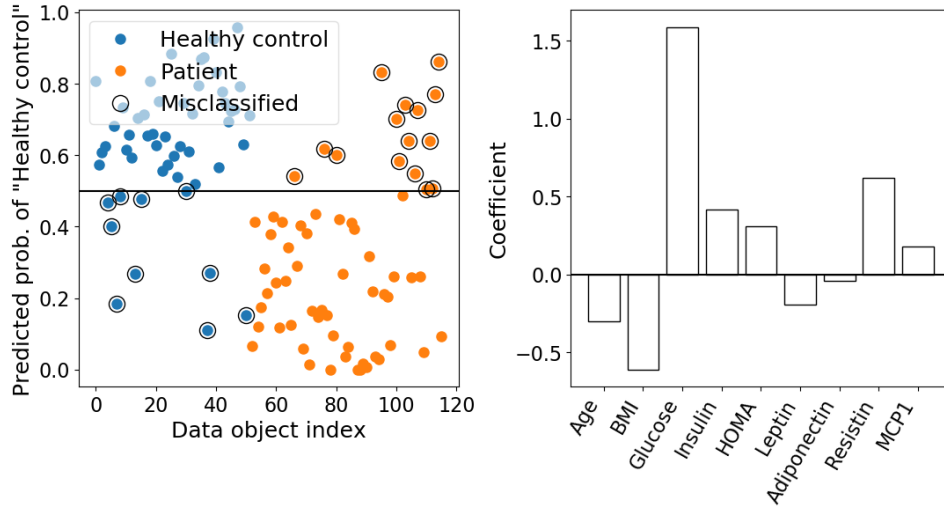 1.0
0.8
0.6
0.4
0.2
0.0
Predicted prob. of "Healthy control"
Healthy control
Patient
Misclassified
0 20 40 60 80 100 120
Data object index
1.5
1.0
0.5
0.0
−0.5
Coefficient
Age
BMI
Glucose
Insulin
HOMA
Leptin
Adiponectin
Resistin
MCP1